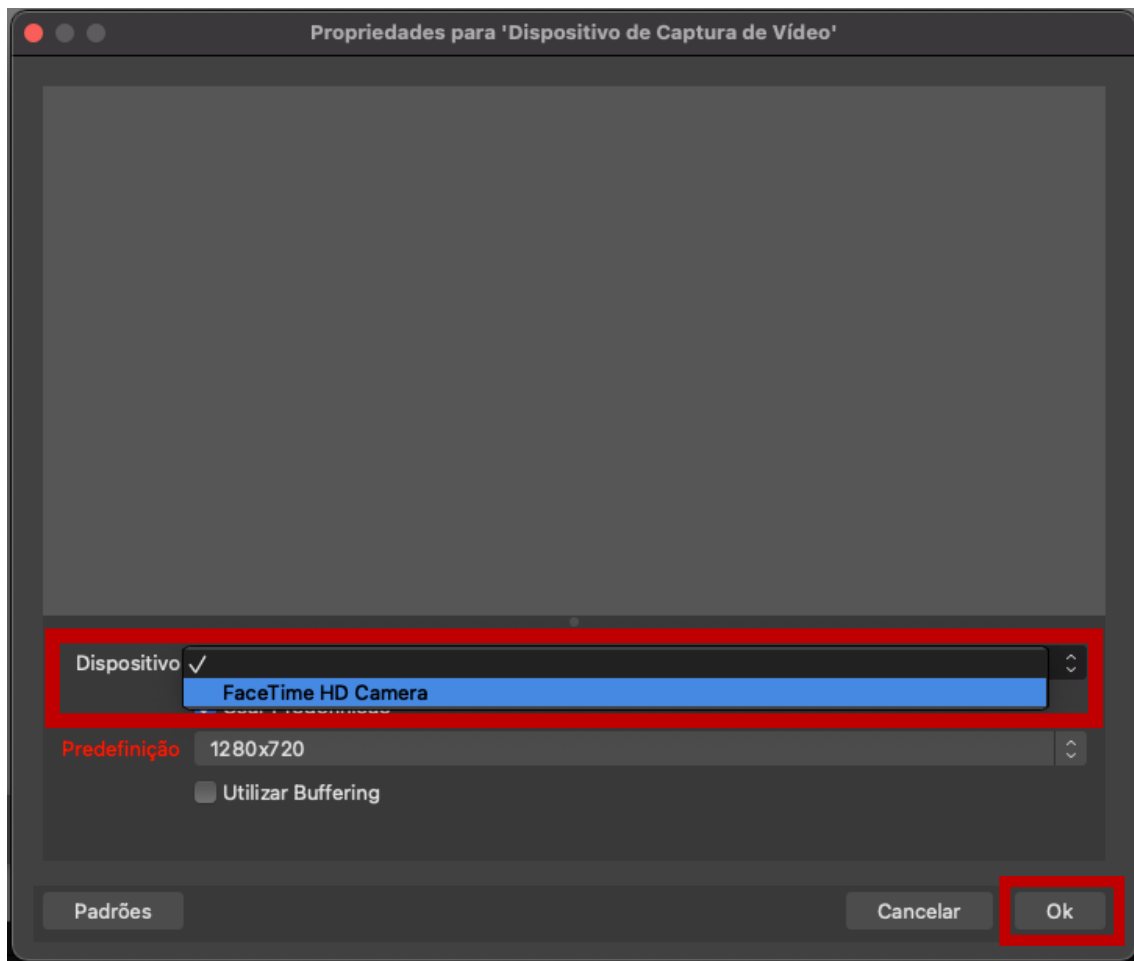 Propriedades para 'Dispositivo de Captura de Vídeo'
Dispositivo
FaceTime HD Camera
Predefinição 1280x720
Utilizar Buffering
Padrões Cancelar Ok